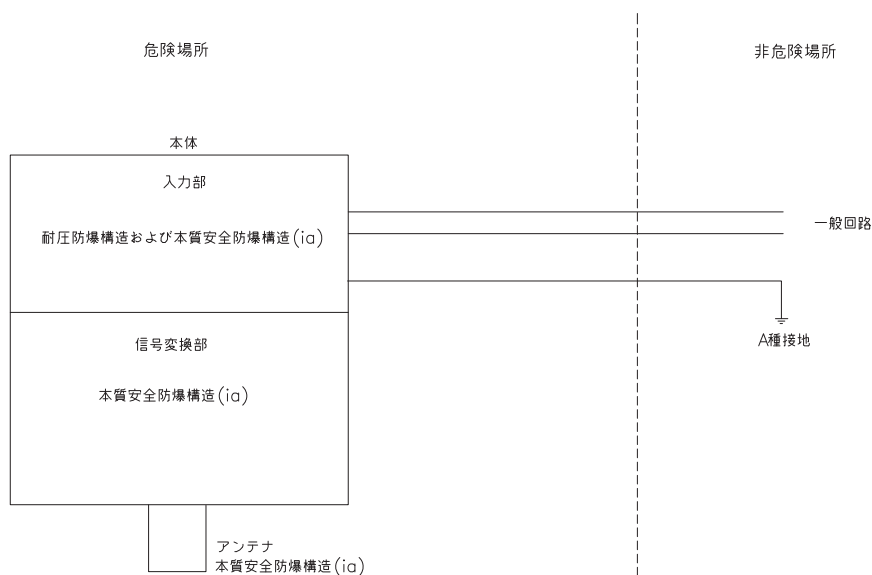 危険場所
非危険場所
本体
入力部
耐圧防爆構造および本質安全防爆構造(ia)
一般回路
A種接地
信号変換部
本質安全防爆構造(ia)
アンテナ
本質安全防爆構造(ia)